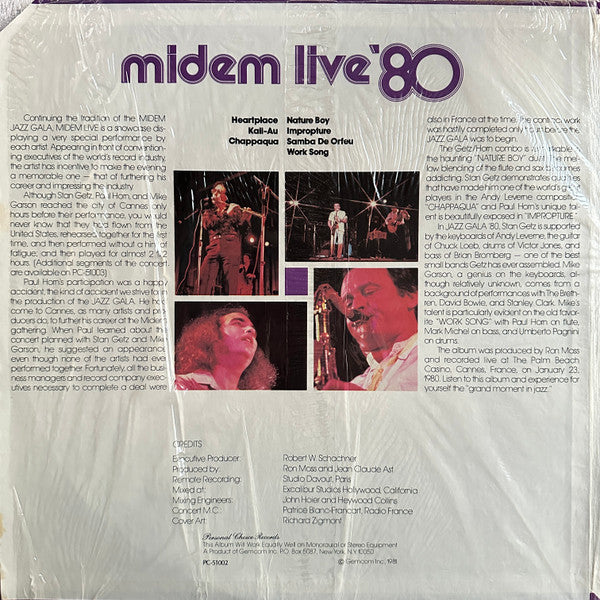 midem live '80
Continuing the tradition of the MIDEM
JAZZ GALA, MIDEM LIVE is a showcase dis-
playing a very special performance by
each artist. Appearing in front of convention-
ing executives of the world's record industry,
the artist has incentive to make the evening
a memorable one — that of furthering his
career and impressing the industry.
Although Stan Getz, Paul Horn, and Mike
Garson reached the city of Cannes only
hours before their performance, you would
never know that they had flown from the
United States, rehearsed together for the first
time, and then performed without a hint of
fatigue; and then played for almost 2 1/2
hours. (Additional segments of the concert
are available on PC-51003)
Paul Horn's participation was a happy
accident, the kind of accident we strive for in
the production of the JAZZ GALA. He had
come to Cannes, as many artists and pro-
ducers do, to further his career at the Midem
gathering. When Paul learned about the
concert planned with Stan Getz and Mike
Garson, he suggested an appearance
even though none of the artists had ever
performed together. Fortunately, all the busi-
ness managers and record company execu-
tives necessary to complete a deal were
Heartplace
Kali-Au
Chappaqua
Nature Boy
Impropture
Samba De Orfeu
Work Song
also in France at the time. The contract work
was hastily completed only hours before the
JAZZ GALA was to begin.
The Getz/Horn combo is remarkable
the haunting "NATURE BOY" during the mel-
low blending of the flute and sax becomes
addicting. Stan Getz demonstrates qualities
that have made him one of the world's great
players in the Andy Laverne composition
"CHAPPAQUA" and Paul Horn's unique tal-
ent is beautifully exposed in "IMPROPTURE."
In JAZZ GALA '80, Stan Getz is supported
by the keyboards of Andy Laverne, the guitar
of Chuck Loeb, drums of Victor Jones, and
bass of Brian Bromberg — one of the best
small bands Getz has ever assembled. Mike
Garson, a genius on the keyboards, al-
though relatively unknown, comes from a
background of performances with The Breth-
ren, David Bowie, and Stanley Clark. Mike's
talent is particularly evident on the old favor-
ite "WORK SONG" with Paul Horn on flute,
Mark Michel on bass, and Umberto Pagnini
on drums.
The album was produced by Ron Moss
and recorded live at The Palm Beach
Casino, Cannes, France, on January 23,
1980. Listen to this album and experience for
yourself the "grand moment in jazz."
CREDITS
Executive Producer: Robert W. Schachner
Produced by: Ron Moss and Jean Claude Ast
Remote Recording: Studio Davout, Paris
Mixed at: Excalibur Studios Hollywood, California
Mixing Engineers: John Hoier and Heywood Collins
Concert M.C.: Patrice Blanc-Francart, Radio France
Cover Art: Richard Zigmont
Personal Choice Records
This Album Will Work Equally Well on Monaural or Stereo Equipment
A Product of Gemcom Inc. P.O. Box 5087, New York, N.Y. 10050
PC-51002
© Gemcom Inc. 1981